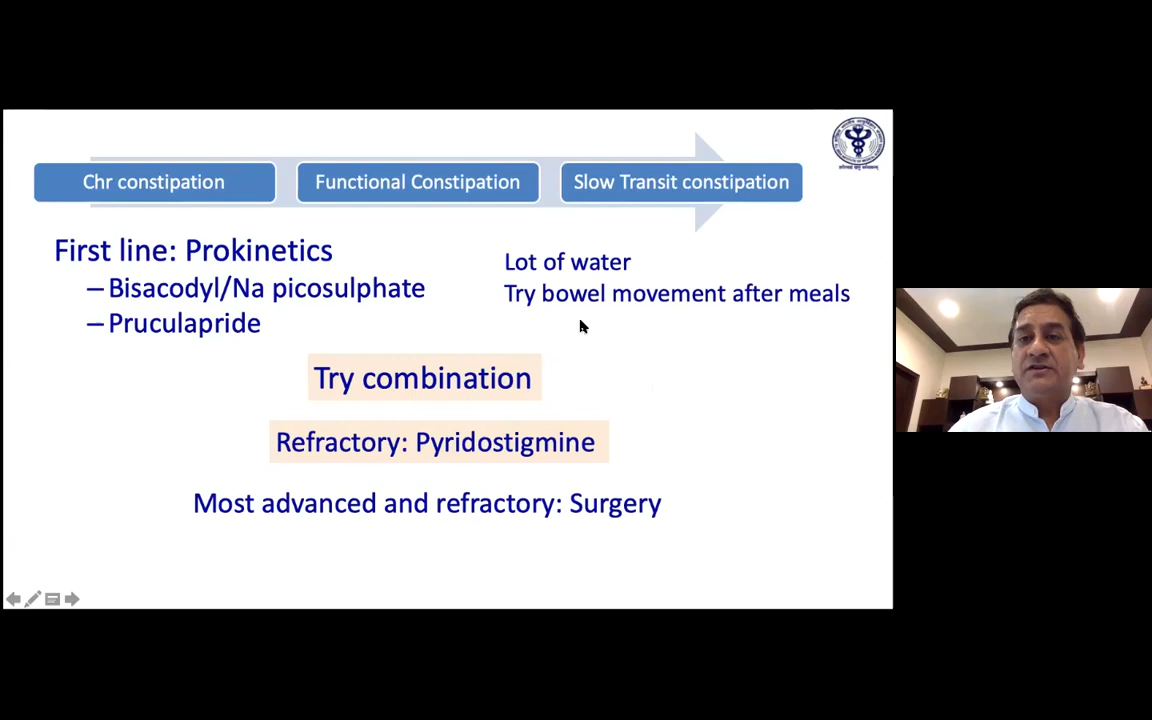 Chr constipation
Functional Constipation
Slow Transit constipation
First line: Prokinetics
–Bisacodyl/Na picosulphate
–Pruculapride
Lot of water
Try bowel movement after meals
Try combination
Refractory: Pyridostigmine
Most advanced and refractory: Surgery